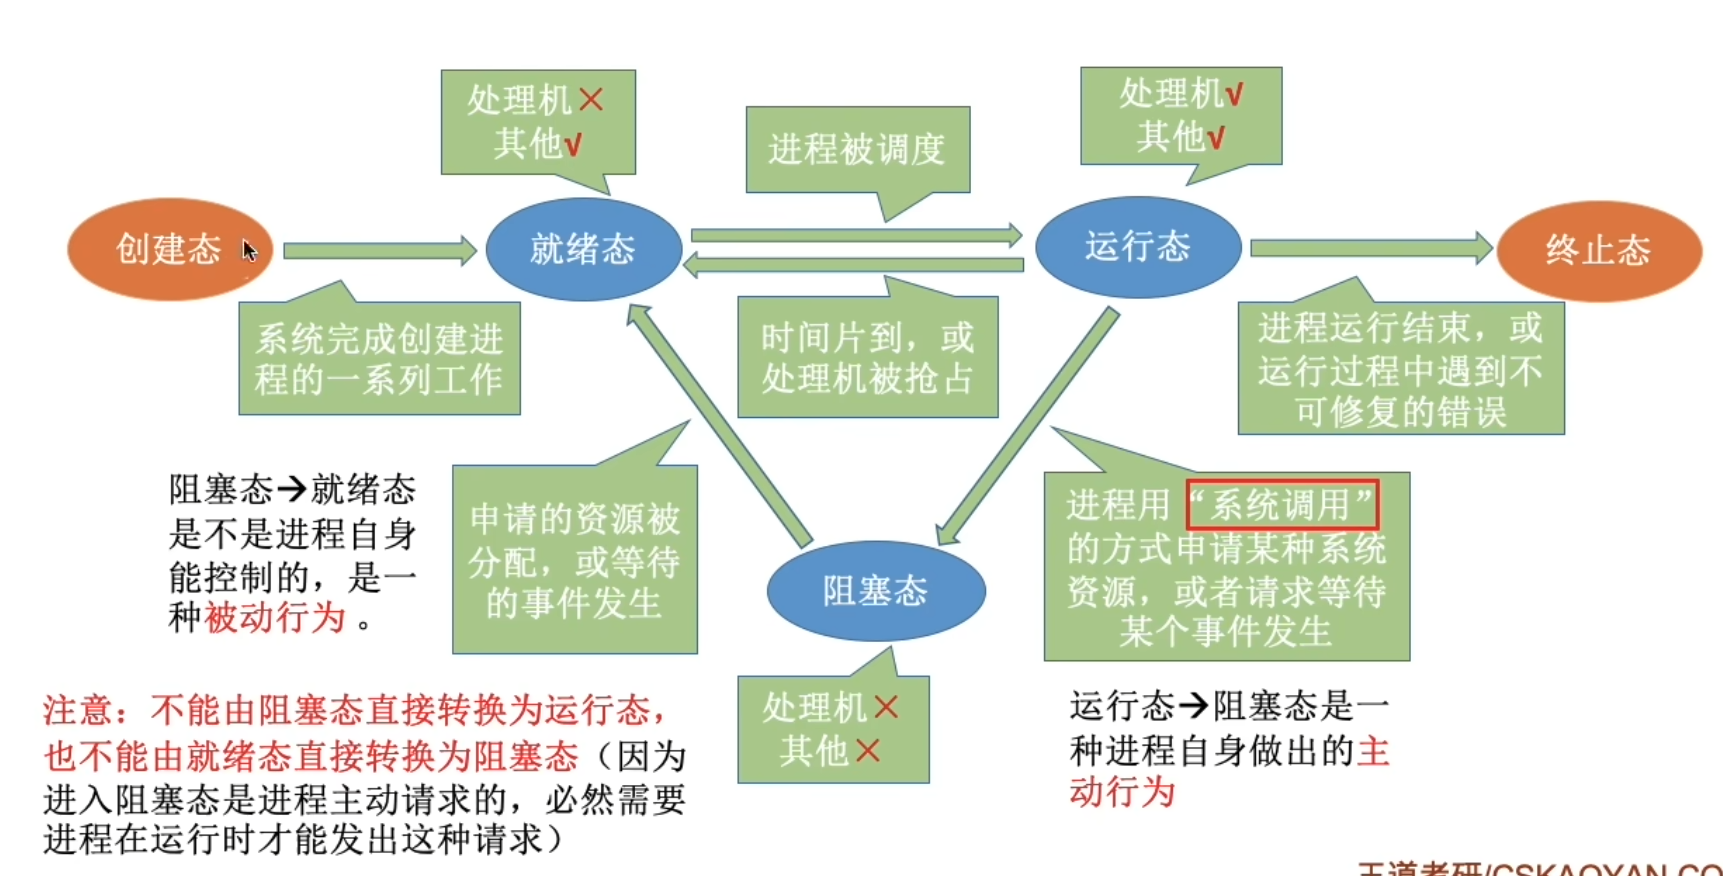 处理机×
其他√
进程被调度
处理机√
其他√
创建态
就绪态
运行态
终止态
系统完成创建进
程的一系列工作
时间片到，或
处理机被抢占
进程运行结束，或
运行过程中遇到不
可修复的错误
阻塞态→就绪态
是不是进程自身
能控制的，是一
种被动行为。
申请的资源被
分配，或等待
的事件发生
进程用“系统调用”
的方式申请某种系统
资源，或者请求等待
某个事件发生
阻塞态
处理机×
其他×
运行态→阻塞态是一
种进程自身做出的主
动行为
注意：不能由阻塞态直接转换为运行态，
也不能由就绪态直接转换为阻塞态（因为
进入阻塞态是进程主动请求的，必然需要
进程在运行时才能发出这种请求）
王道考研/CSKAOYAN.CO